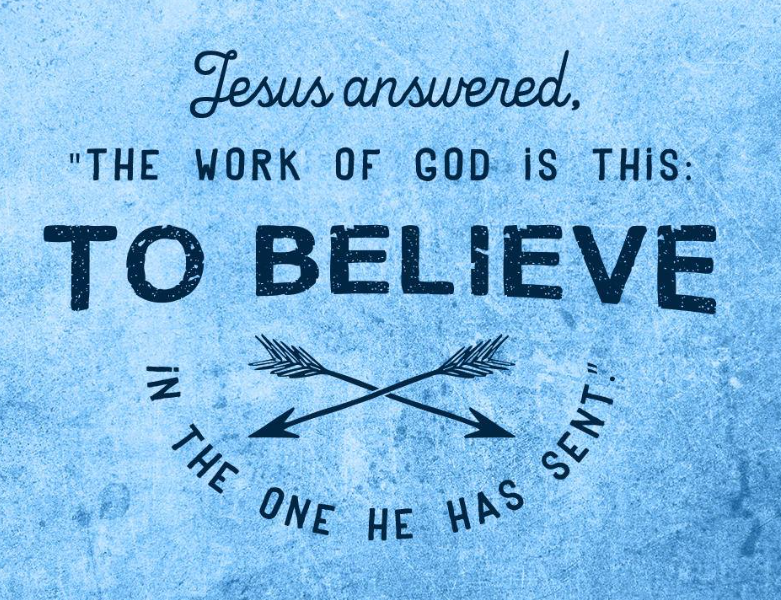 Jesus answered,
"THE WORK OF GOD iS THiS:
TO BELIEVE
iN THE ONE HE HAS SENT."